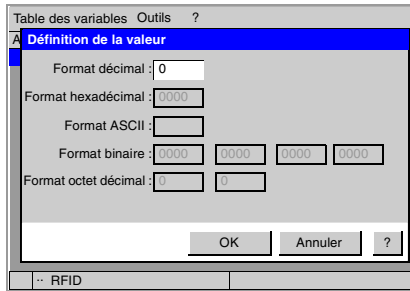 Table des variables Outils ?
A
Définition de la valeur
Format décimal : 0
Format hexadécimal : 0000
Format ASCII :
Format binaire : 0000 0000 0000 0000
Format octet décimal : 0 0
OK Annuler ?
·· RFID